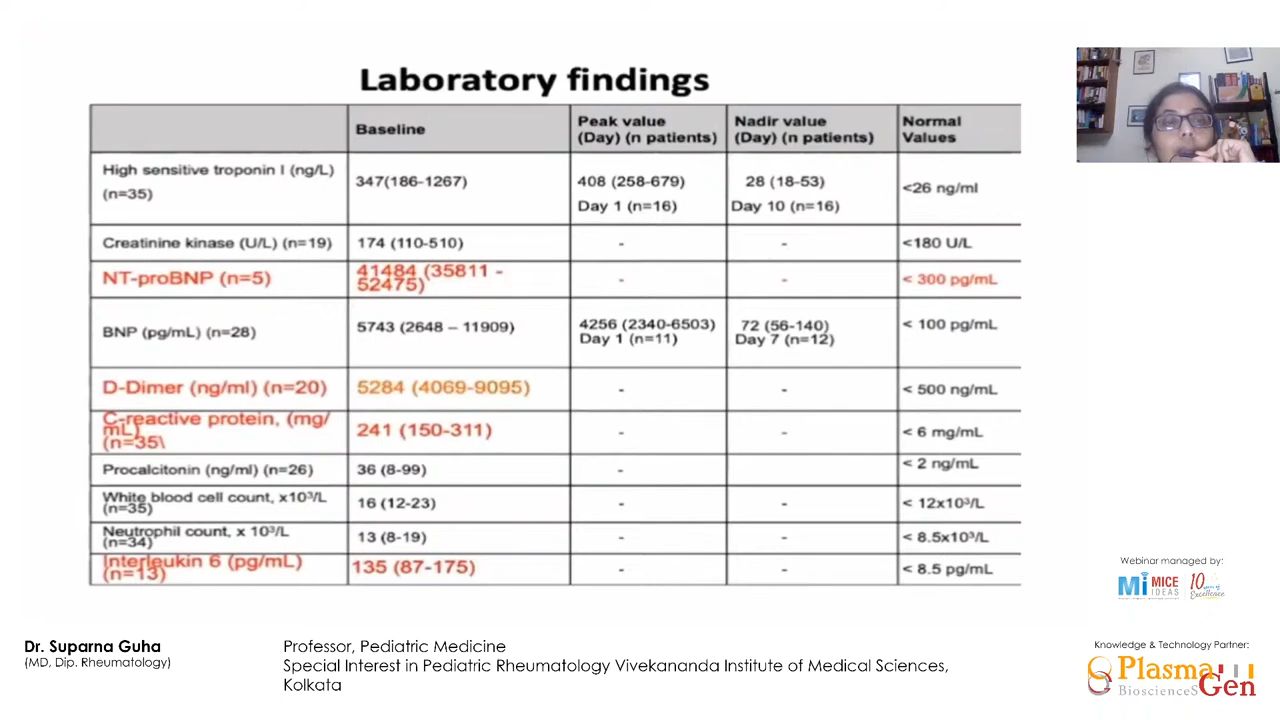 Laboratory findings
Baseline
Peak value
(Day) (n patients)
Nadir value
(Day) (n patients)
Normal
Values
High sensitive troponin I (ng/L)
(n=35)
347(186-1267)
408 (258-679)
Day 1 (n=16)
28 (18-53)
Day 10 (n=16)
<26 ng/ml
Creatinine kinase (U/L) (n=19)
174 (110-510)
-
-
<180 U/L
NT-proBNP (n=5)
41484 (35811 -
52475)
-
-
< 300 pg/mL
BNP (pg/mL) (n=28)
5743 (2648 – 11909)
4256 (2340-6503)
Day 1 (n=11)
72 (56-140)
Day 7 (n=12)
< 100 pg/mL
D-Dimer (ng/ml) (n=20)
5284 (4069-9095)
-
-
< 500 ng/mL
C-reactive protein, (mg/
mL)
(n=35\
241 (150-311)
-
-
< 6 mg/mL
Procalcitonin (ng/ml) (n=26)
36 (8-99)
-
< 2 ng/mL
White blood cell count, x10³/L
(n=35)
16 (12-23)
-
-
< 12x10³/L
Neutrophil count, x 10³/L
(n=34)
13 (8-19)
-
-
< 8.5x10³/L
Interleukin 6 (pg/mL)
(n=13)
135 (87-175)
-
-
< 8.5 pg/mL
Webinar managed by:
Mi MICE
IDEAS
10 years of
Excellence
Dr. Suparna Guha
(MD, Dip. Rheumatology)
Professor, Pediatric Medicine
Special Interest in Pediatric Rheumatology Vivekananda Institute of Medical Sciences,
Kolkata
Knowledge & Technology Partner:
Plasma
BioscienceS Gen